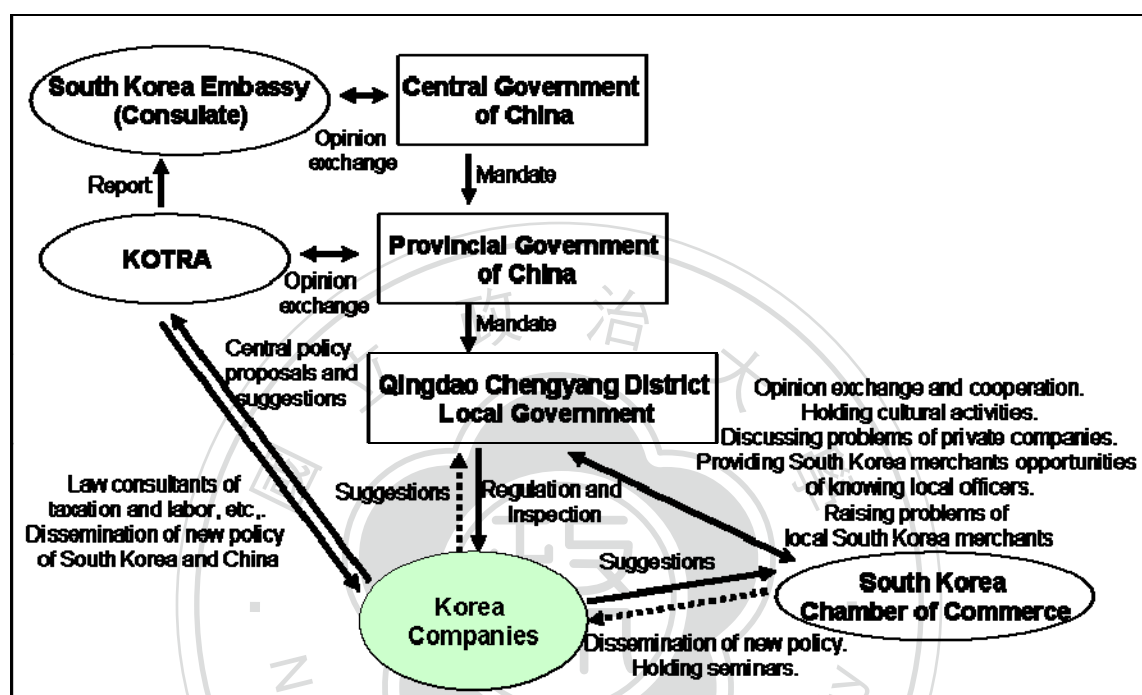 South Korea Embassy
(Consulate)
Central Government
of China
Opinion
exchange
Report
Mandate
KOTRA
Provincial Government
of China
Opinion
exchange
Mandate
Central policy
proposals and
suggestions
Qingdao Chengyang District
Local Government
Opinion exchange and cooperation.
Holding cultural activities.
Discussing problems of private companies.
Providing South Korea merchants opportunities
of knowing local officers.
Raising problems of
local South Korea merchants
Law consultants of
taxation and labor, etc,.
Dissemination of new policy
of South Korea and China
Suggestions
Regulation and
Inspection
Suggestions
South Korea
Chamber of Commerce
Korea
Companies
Dissemination of new policy.
Holding seminars.
政 治 大